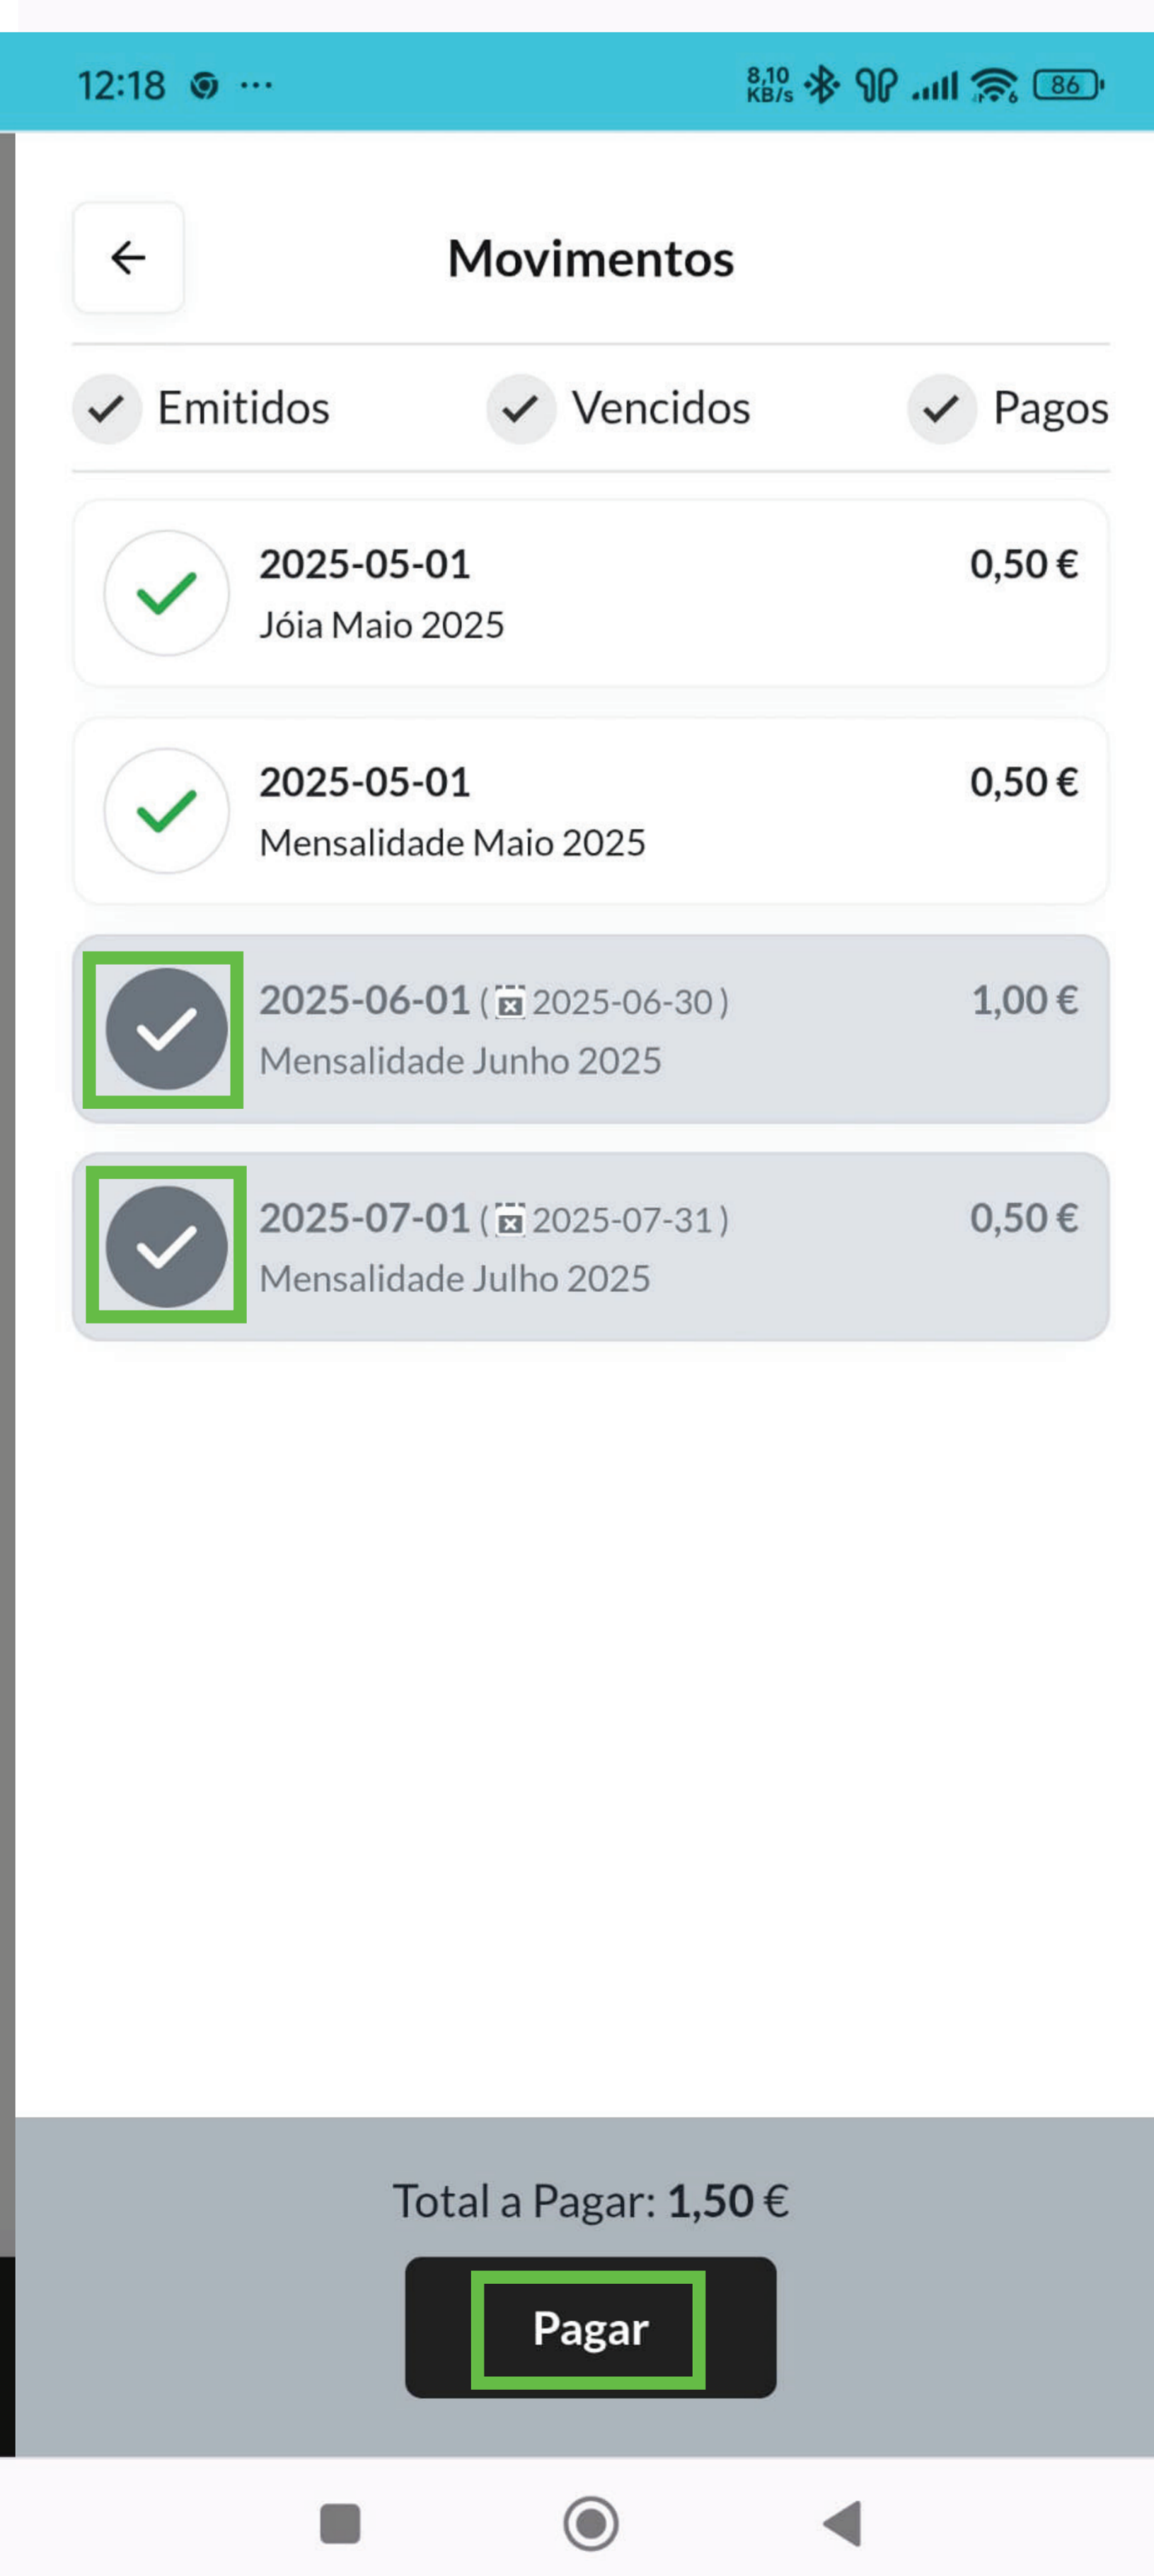 12:18 ... 8,10 KB/s 86
Movimentos
Emitidos Vencidos Pagos
2025-05-01 0,50 €
Jóia Maio 2025
2025-05-01 0,50 €
Mensalidade Maio 2025
2025-06-01 ( 2025-06-30 ) 1,00 €
Mensalidade Junho 2025
2025-07-01 ( 2025-07-31 ) 0,50 €
Mensalidade Julho 2025
Total a Pagar: 1,50 €
Pagar